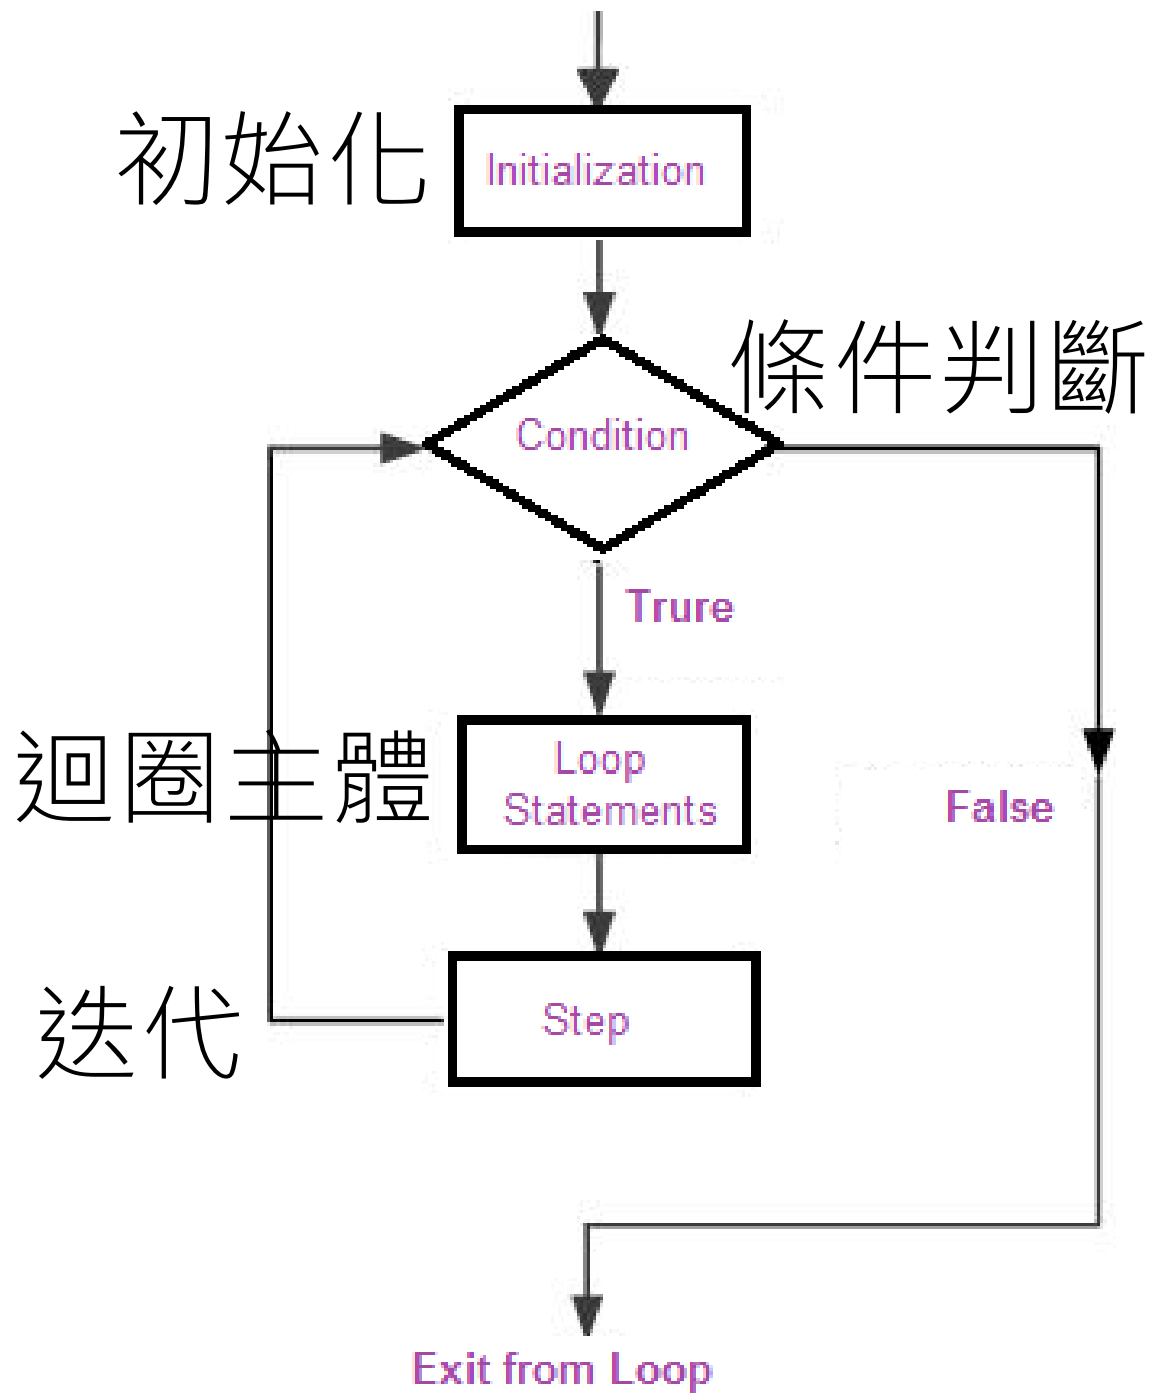 初始化
Initialization
條件判斷
Condition
Trure
迴圈主體
Loop
Statements
False
迭代
Step
Exit from Loop